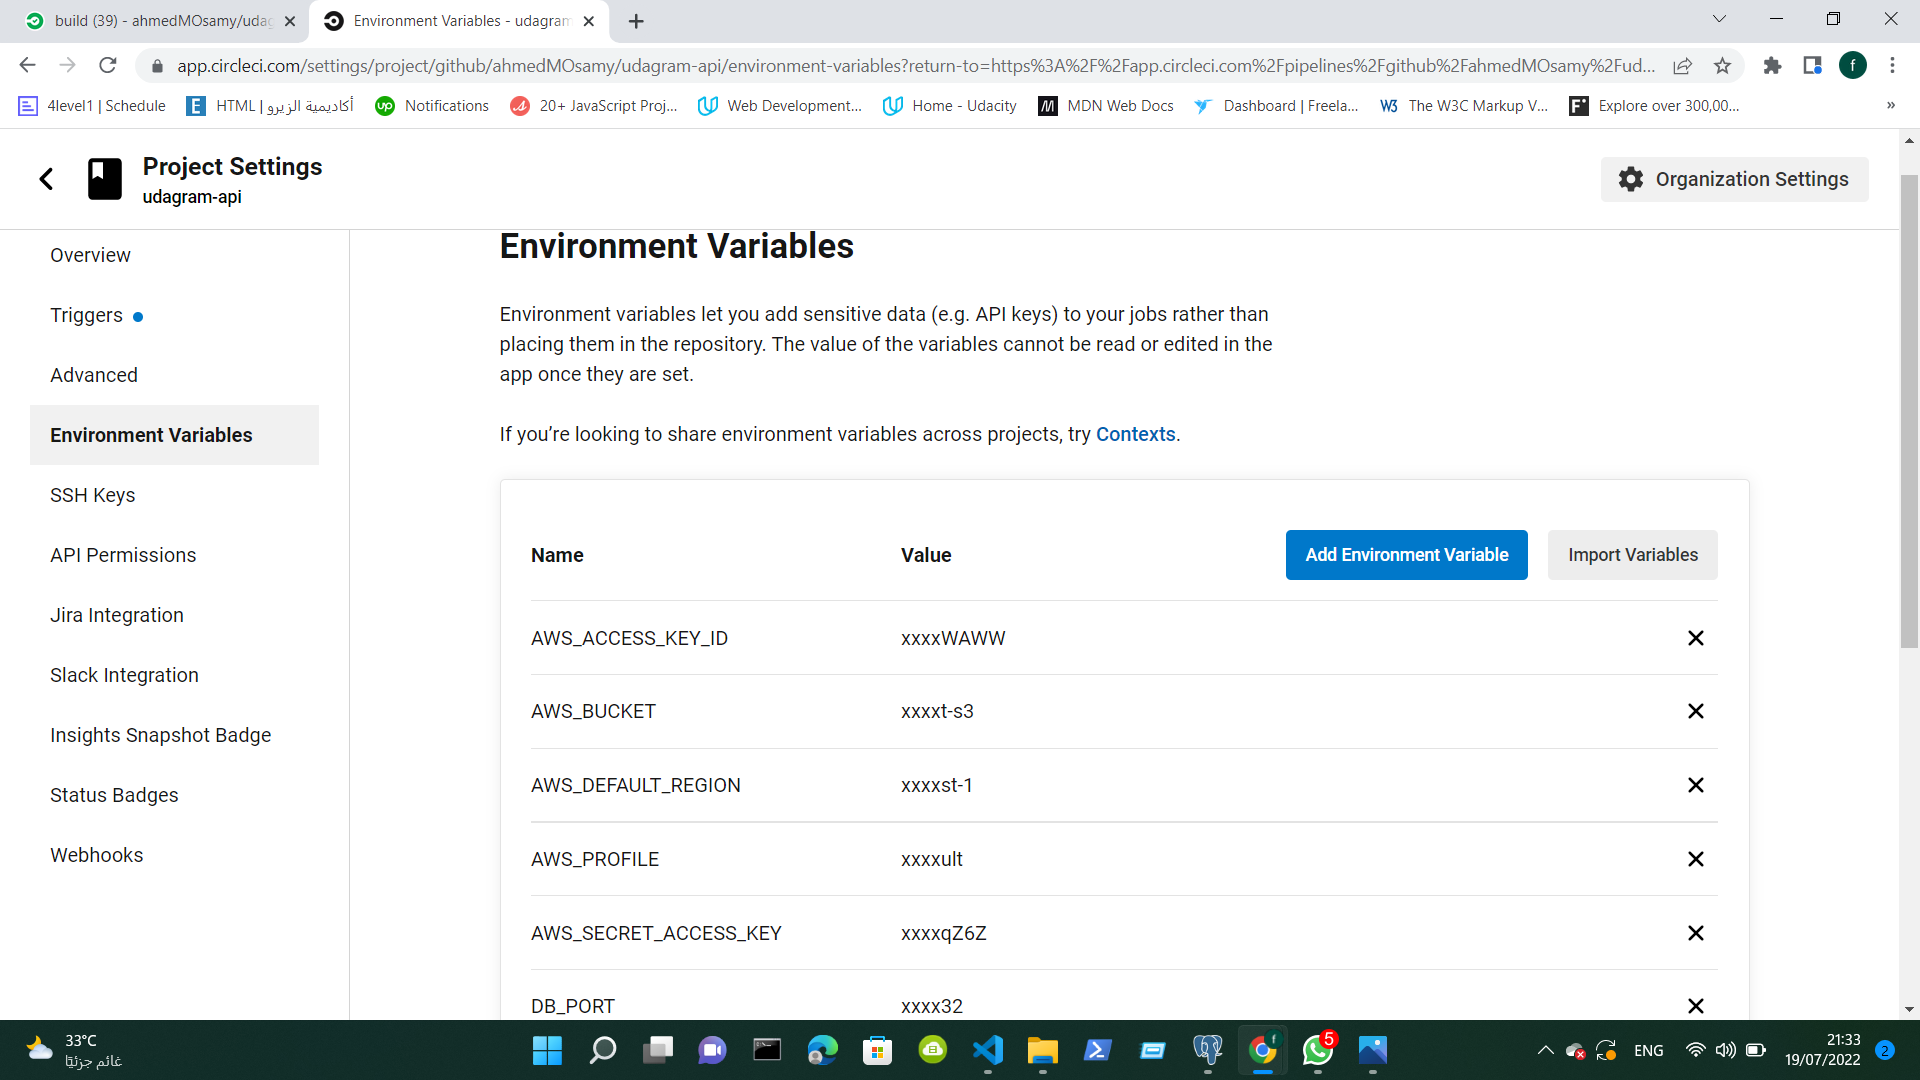 build (39) - ahmedMOsamy/udag
Environment Variables - udagram
app.circleci.com/settings/project/github/ahmedMOsamy/udagram-api/environment-variables?return-to=https%3A%2F%2Fapp.circleci.com%2Fpipelines%2Fgithub%2FahmedMOsamy%2Fud...
f
4level1 | Schedule
HTML | أكاديمية الزيرو
Notifications
20+ JavaScript Proj...
Web Development...
Home - Udacity
MDN Web Docs
Dashboard | Freela...
The W3C Markup V...
Explore over 300,00...
»
Project Settings
udagram-api
Organization Settings
Overview
Triggers
Advanced
Environment Variables
SSH Keys
API Permissions
Jira Integration
Slack Integration
Insights Snapshot Badge
Status Badges
Webhooks
Environment Variables
Environment variables let you add sensitive data (e.g. API keys) to your jobs rather than
placing them in the repository. The value of the variables cannot be read or edited in the
app once they are set.
If you’re looking to share environment variables across projects, try Contexts.
Name Value Add Environment Variable Import Variables
AWS_ACCESS_KEY_ID xxxxWAWW
AWS_BUCKET xxxxt-s3
AWS_DEFAULT_REGION xxxxst-1
AWS_PROFILE xxxxult
AWS_SECRET_ACCESS_KEY xxxxqZ6Z
DB_PORT xxxx32
33°C
غائم جزئيًا
5
ENG
21:33
19/07/2022
2